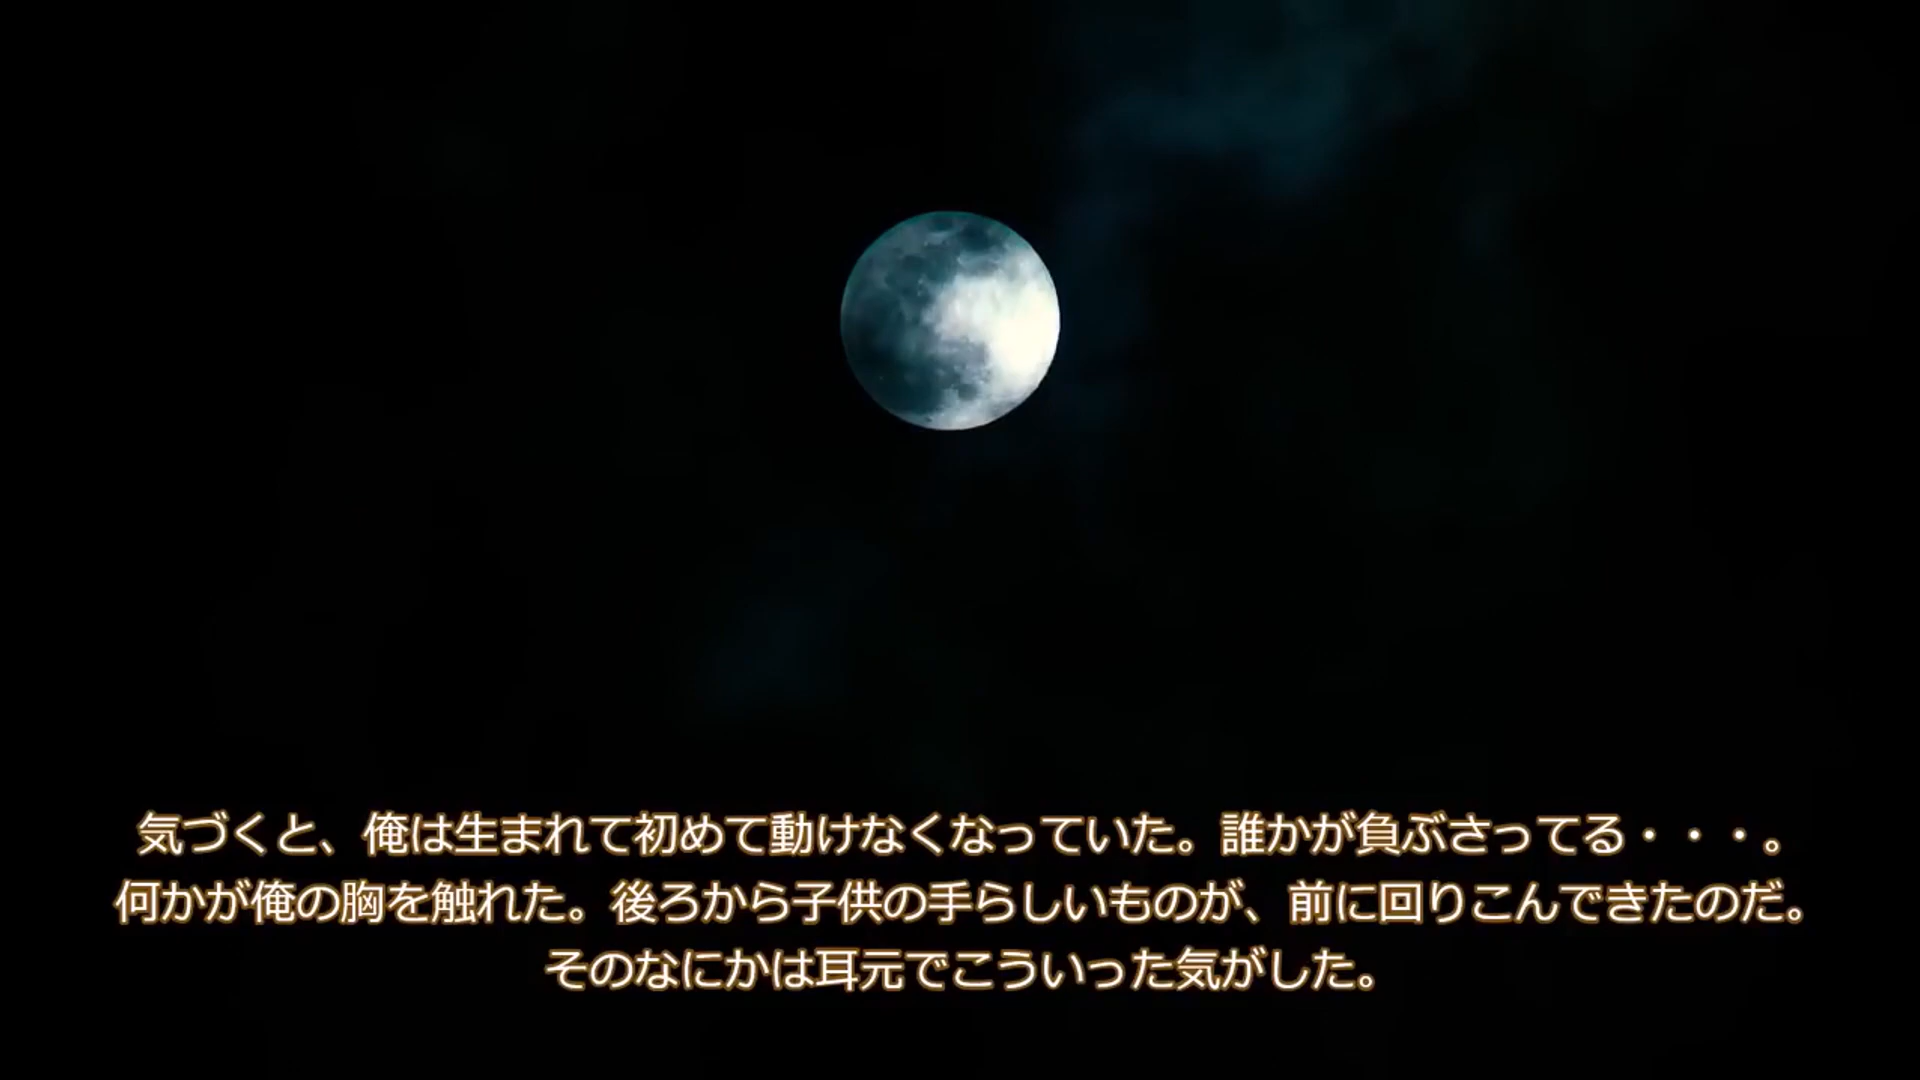 気づくと、俺は生まれて初めて動けなくなっていた。誰かが負ぶさってる・・・。
何かが俺の胸を触れた。後ろから子供の手らしいものが、前に回りこんできたのだ。
そのなにかは耳元でこういった気がした。